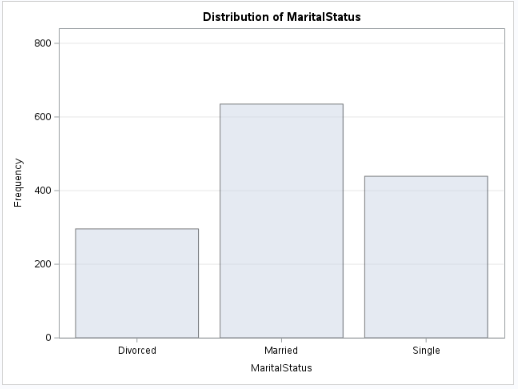 Distribution of MaritalStatus
800
600
400
200
0
Frequency
Divorced
Married
Single
MaritalStatus